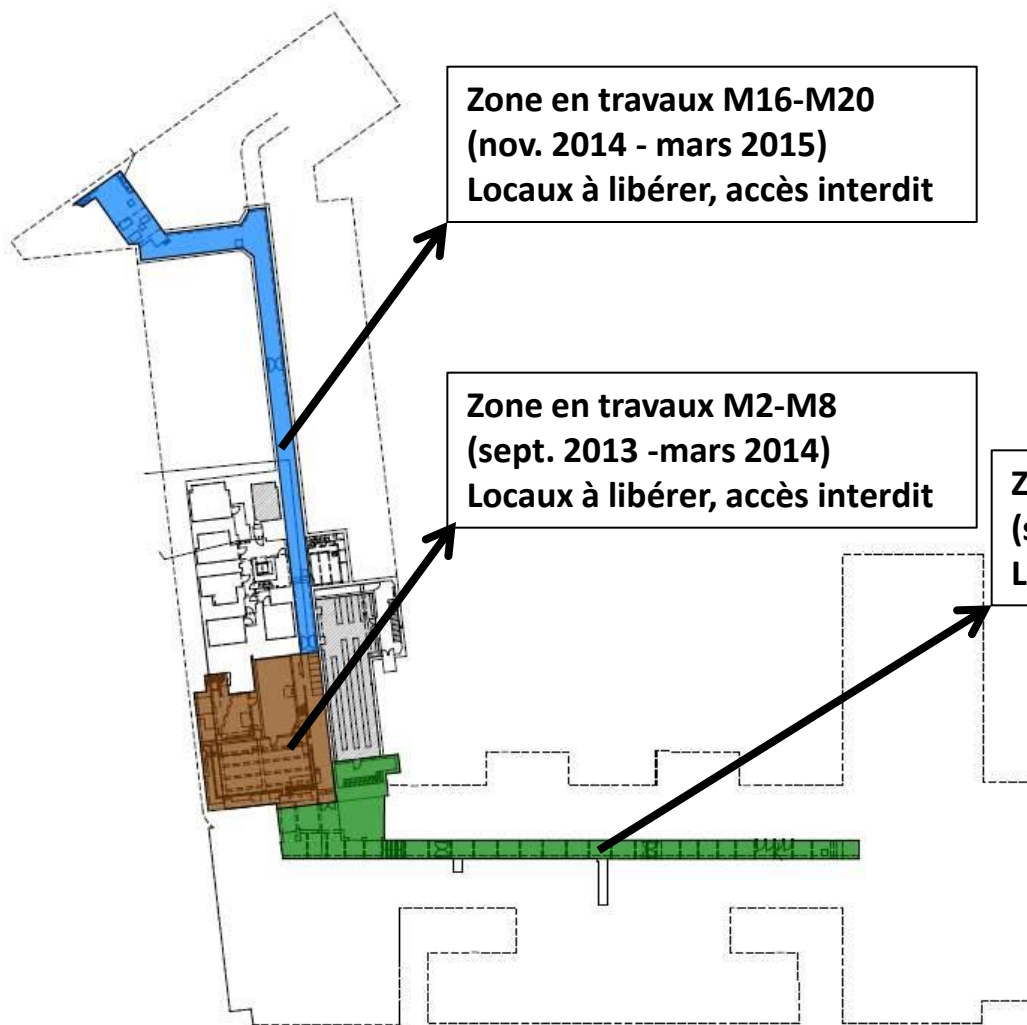 Zone en travaux M16-M20
(nov. 2014 - mars 2015)
Locaux à libérer, accès interdit
Zone en travaux M2-M8
(sept. 2013 -mars 2014)
Locaux à libérer, accès interdit
Z
(s
L